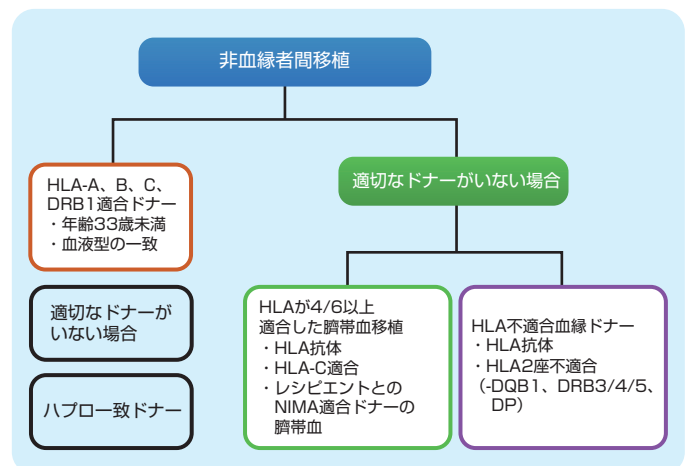 非血縁者間移植
HLA-A、B、C、
DRB1適合ドナー
・年齢33歳未満
・血液型の一致
適切なドナーが
いない場合
ハプロ一致ドナー
適切なドナーがいない場合
HLAが4/6以上
適合した臍帯血移植
・HLA抗体
・HLA-C適合
・レシピエントとの
NIMA適合ドナーの
臍帯血
HLA不適合血縁ドナー
・HLA抗体
・HLA2座不適合
（-DQB1、DRB3/4/5、
DP）